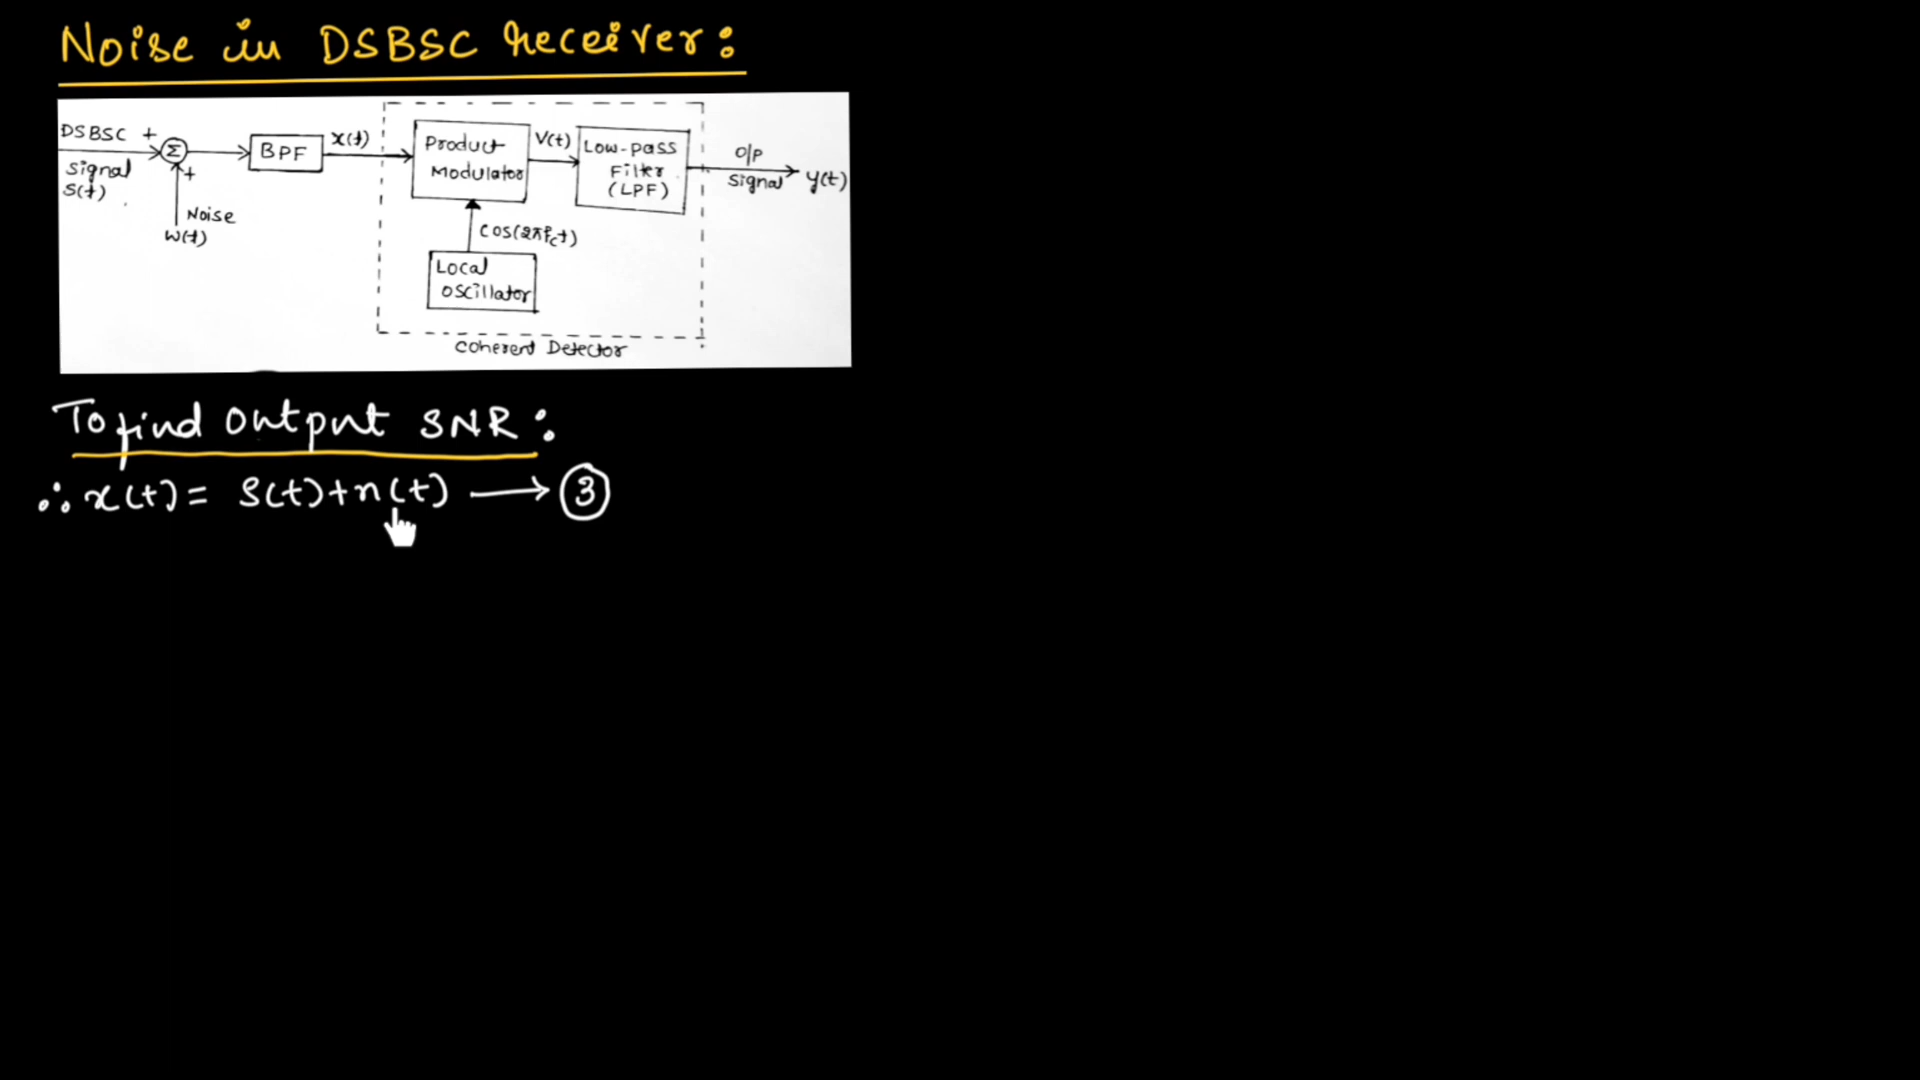 Noise in DSBSC Receiver:
DSBSC +
Signal
S(t)
Σ
+
Noise
W(t)
BPF
x(t)
Product
Modulator
V(t)
Low-pass
Filter
(LPF)
O/P
Signal
y(t)
cos(2πfct)
Local
Oscillator
Coherent Detector
To find output SNR:
∴ x(t) = S(t)+n(t) ⟶ ③